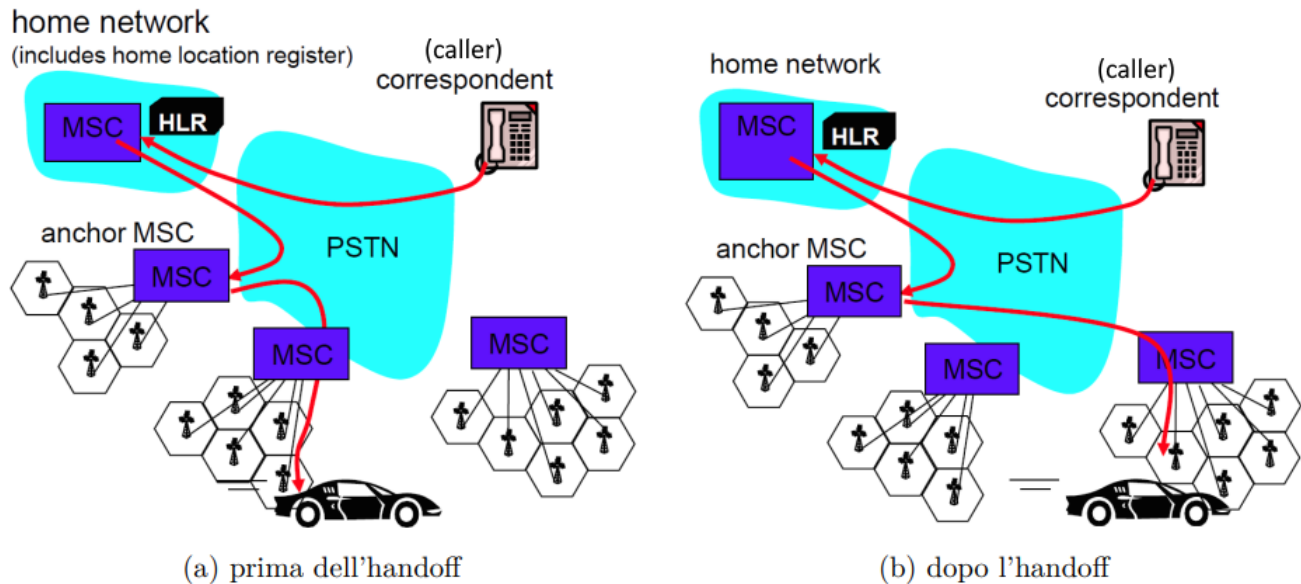 home network
(includes home location register)
(caller)
correspondent
MSC
HLR
PSTN
anchor MSC
MSC
MSC
MSC
(a) prima dell'handoff
home network
(caller)
correspondent
MSC
HLR
PSTN
anchor MSC
MSC
MSC
MSC
(b) dopo l'handoff